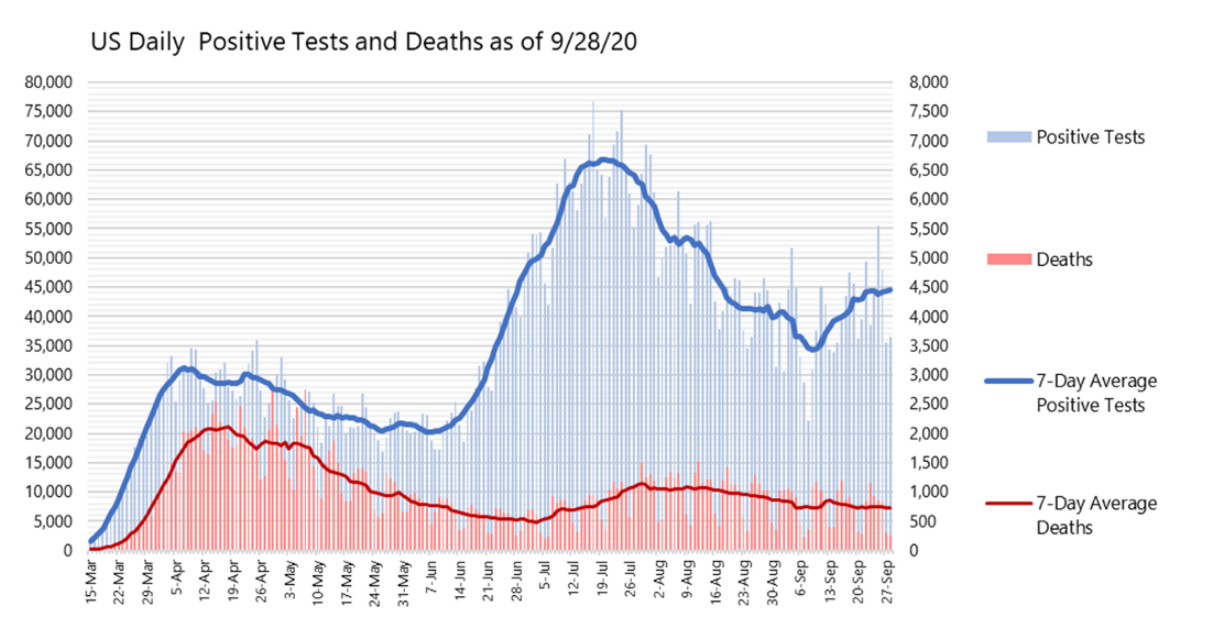 US Daily  Positive Tests and Deaths as of 9/28/20
80,000
75,000
70,000
65,000
60,000
55,000
50,000
45,000
40,000
35,000
30,000
25,000
20,000
15,000
10,000
5,000
0
8,000
7,500
7,000
6,500
6,000
5,500
5,000
4,500
4,000
3,500
3,000
2,500
2,000
1,500
1,000
500
0
15-Mar
22-Mar
29-Mar
5-Apr
12-Apr
19-Apr
26-Apr
3-May
10-May
17-May
24-May
31-May
7-Jun
14-Jun
21-Jun
28-Jun
5-Jul
12-Jul
19-Jul
26-Jul
2-Aug
9-Aug
16-Aug
23-Aug
30-Aug
6-Sep
13-Sep
20-Sep
27-Sep
Positive Tests
Deaths
7-Day Average
Positive Tests
7-Day Average
Deaths